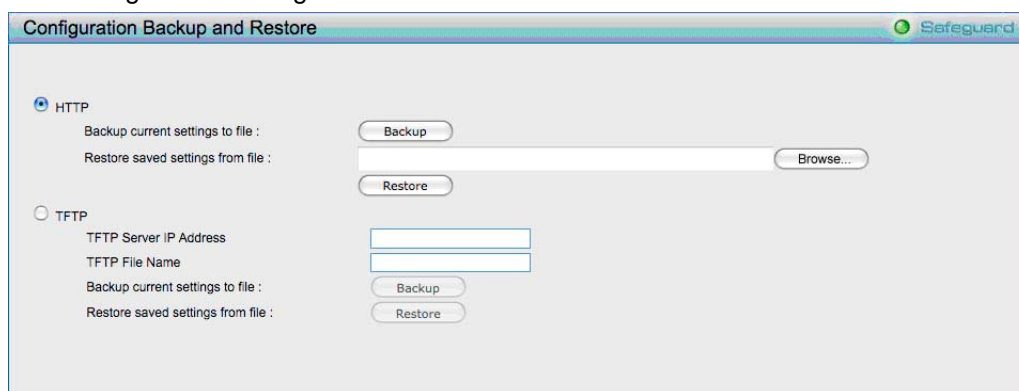 Configuration Backup and Restore Safeguard
HTTP
Backup current settings to file : Backup
Restore saved settings from file : Browse...
Restore
TFTP
TFTP Server IP Address
TFTP File Name
Backup current settings to file : Backup
Restore saved settings from file : Restore